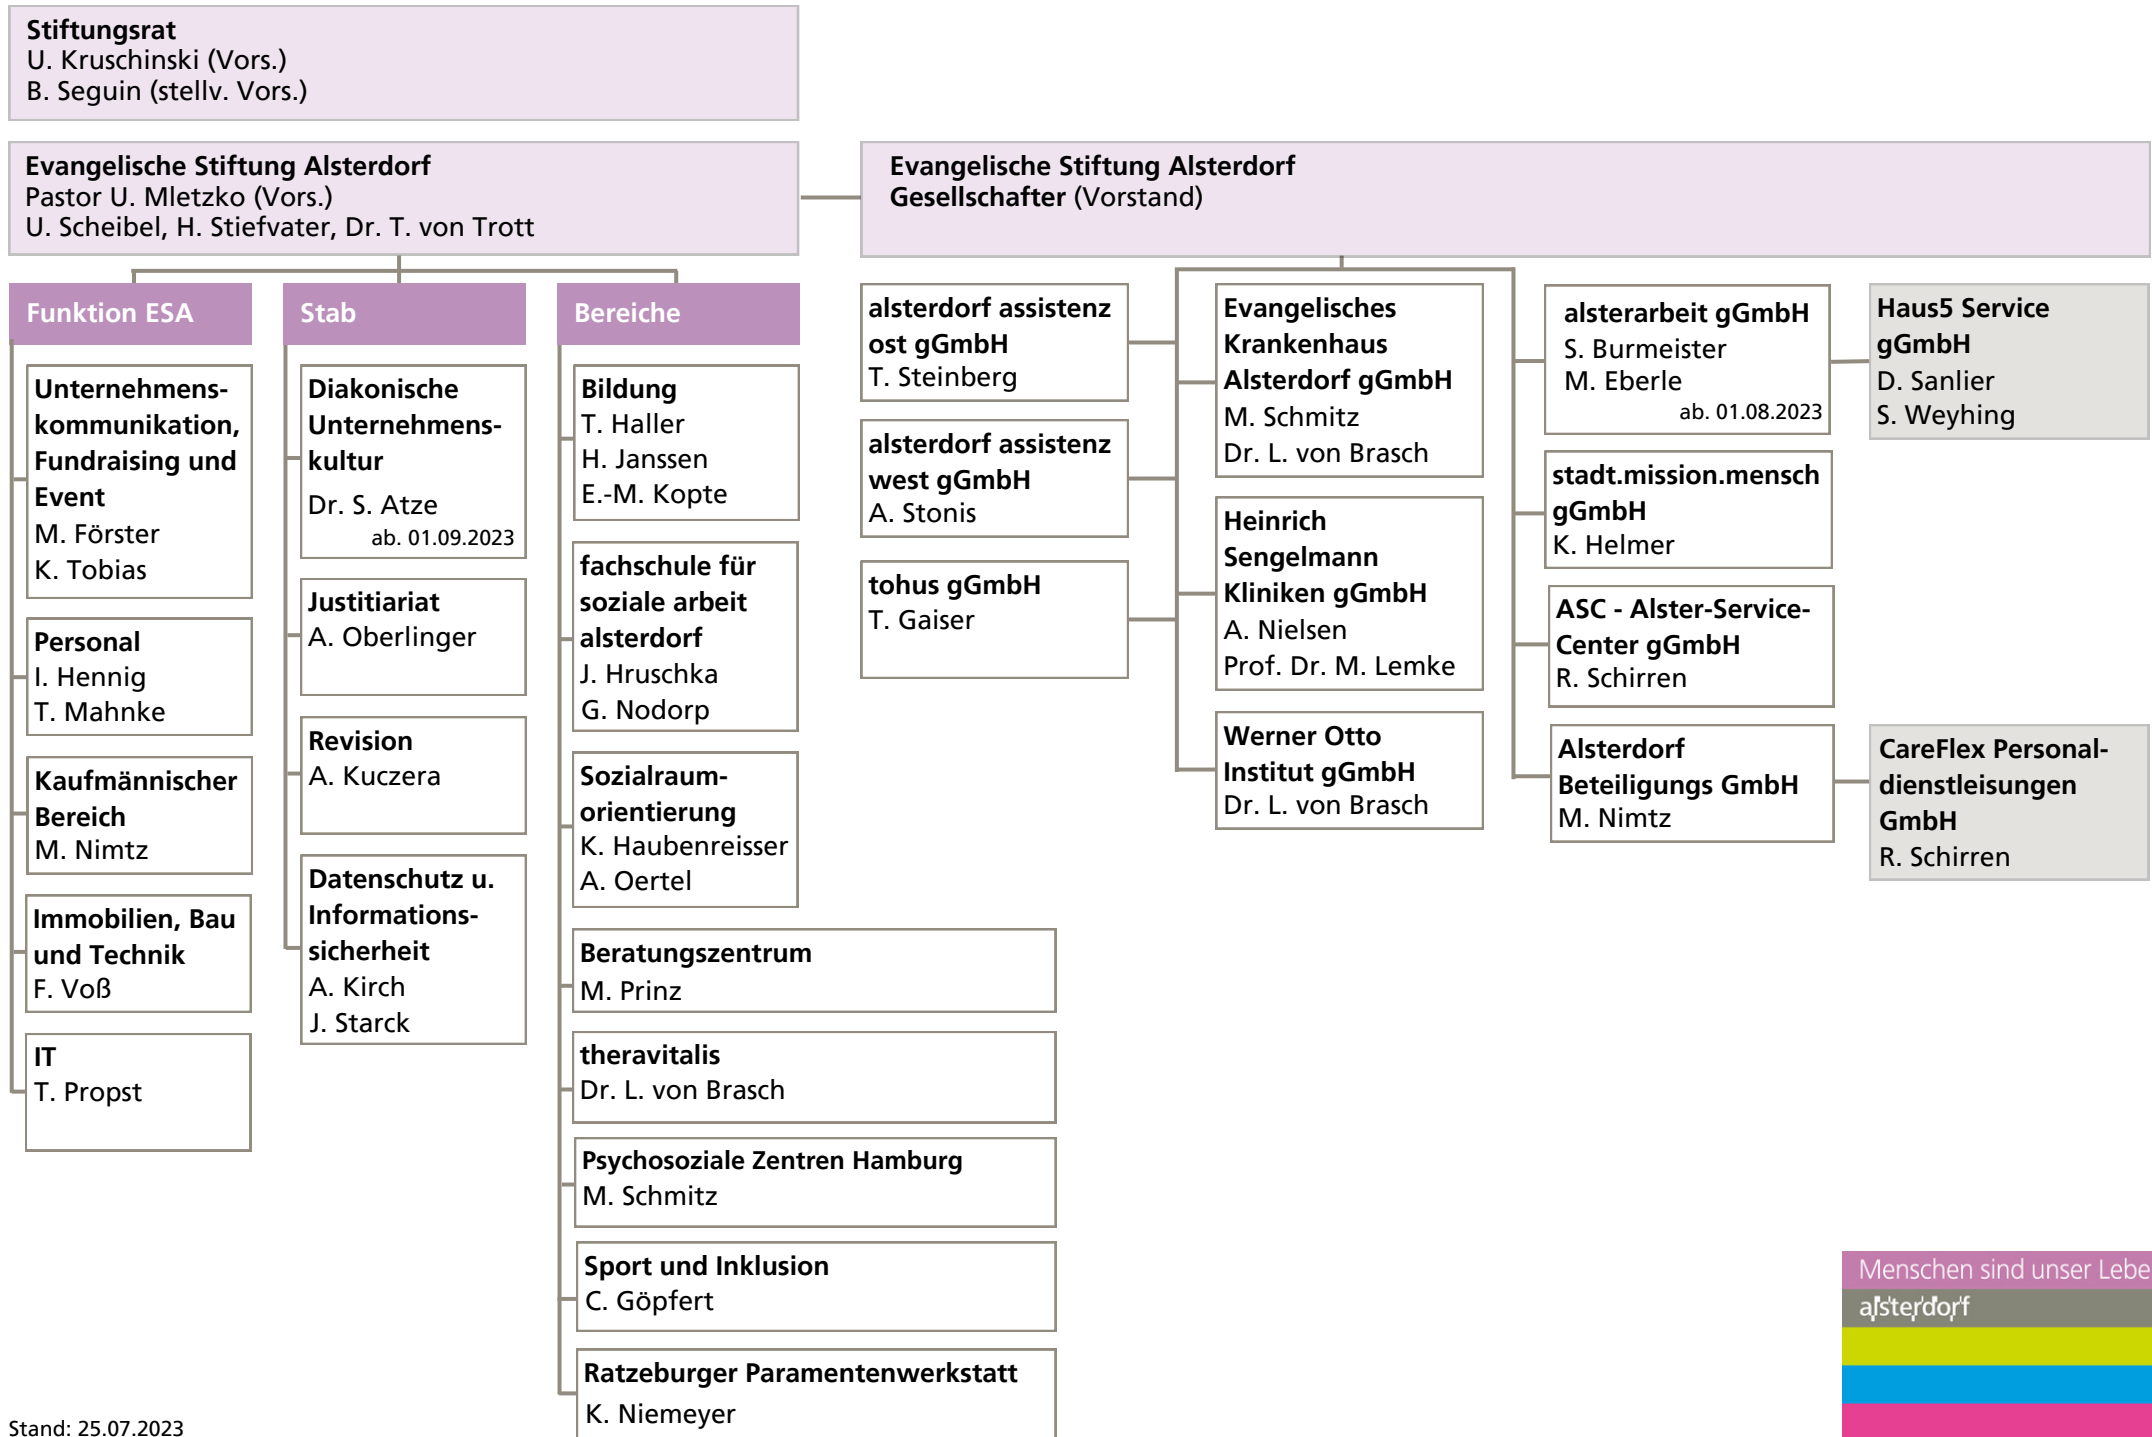 Stiftungsrat
U. Kruschinski (Vors.)
B. Seguin (stellv. Vors.)
Evangelische Stiftung Alsterdorf
Pastor U. Mletzko (Vors.)
U. Scheibel, H. Stiefvater, Dr. T. von Trott
Evangelische Stiftung Alsterdorf
Gesellschafter (Vorstand)
Funktion ESA
Unternehmens-
kommunikation,
Fundraising und
Event
M. Förster
K. Tobias
Personal
I. Hennig
T. Mahnke
Kaufmännischer
Bereich
M. Nimtz
Immobilien, Bau
und Technik
F. Voß
IT
T. Propst
Stab
Diakonische
Unternehmens-
kultur
Dr. S. Atze
ab. 01.09.2023
Justitiariat
A. Oberlinger
Revision
A. Kuczera
Datenschutz u.
Informations-
sicherheit
A. Kirch
J. Starck
Bereiche
Bildung
T. Haller
H. Janssen
E.-M. Kopte
fachschule für
soziale arbeit
alsterdorf
J. Hruschka
G. Nodorp
Sozialraum-
orientierung
K. Haubenreisser
A. Oertel
Beratungszentrum
M. Prinz
theravitalis
Dr. L. von Brasch
Psychosoziale Zentren Hamburg
M. Schmitz
Sport und Inklusion
C. Göpfert
Ratzeburger Paramentenwerkstatt
K. Niemeyer
alsterdorf assistenz
ost gGmbH
T. Steinberg
alsterdorf assistenz
west gGmbH
A. Stonis
tohus gGmbH
T. Gaiser
Evangelisches
Krankenhaus
Alsterdorf gGmbH
M. Schmitz
Dr. L. von Brasch
Heinrich
Sengelmann
Kliniken gGmbH
A. Nielsen
Prof. Dr. M. Lemke
Werner Otto
Institut gGmbH
Dr. L. von Brasch
alsterarbeit gGmbH
S. Burmeister
M. Eberle
ab. 01.08.2023
stadt.mission.mensch
gGmbH
K. Helmer
ASC - Alster-Service-
Center gGmbH
R. Schirren
Alsterdorf
Beteiligungs GmbH
M. Nimtz
Haus5 Service
gGmbH
D. Sanlier
S. Weyhing
CareFlex Personal-
dienstleisungen
GmbH
R. Schirren
Menschen sind unser Lebe
alsterdorf
Stand: 25.07.2023